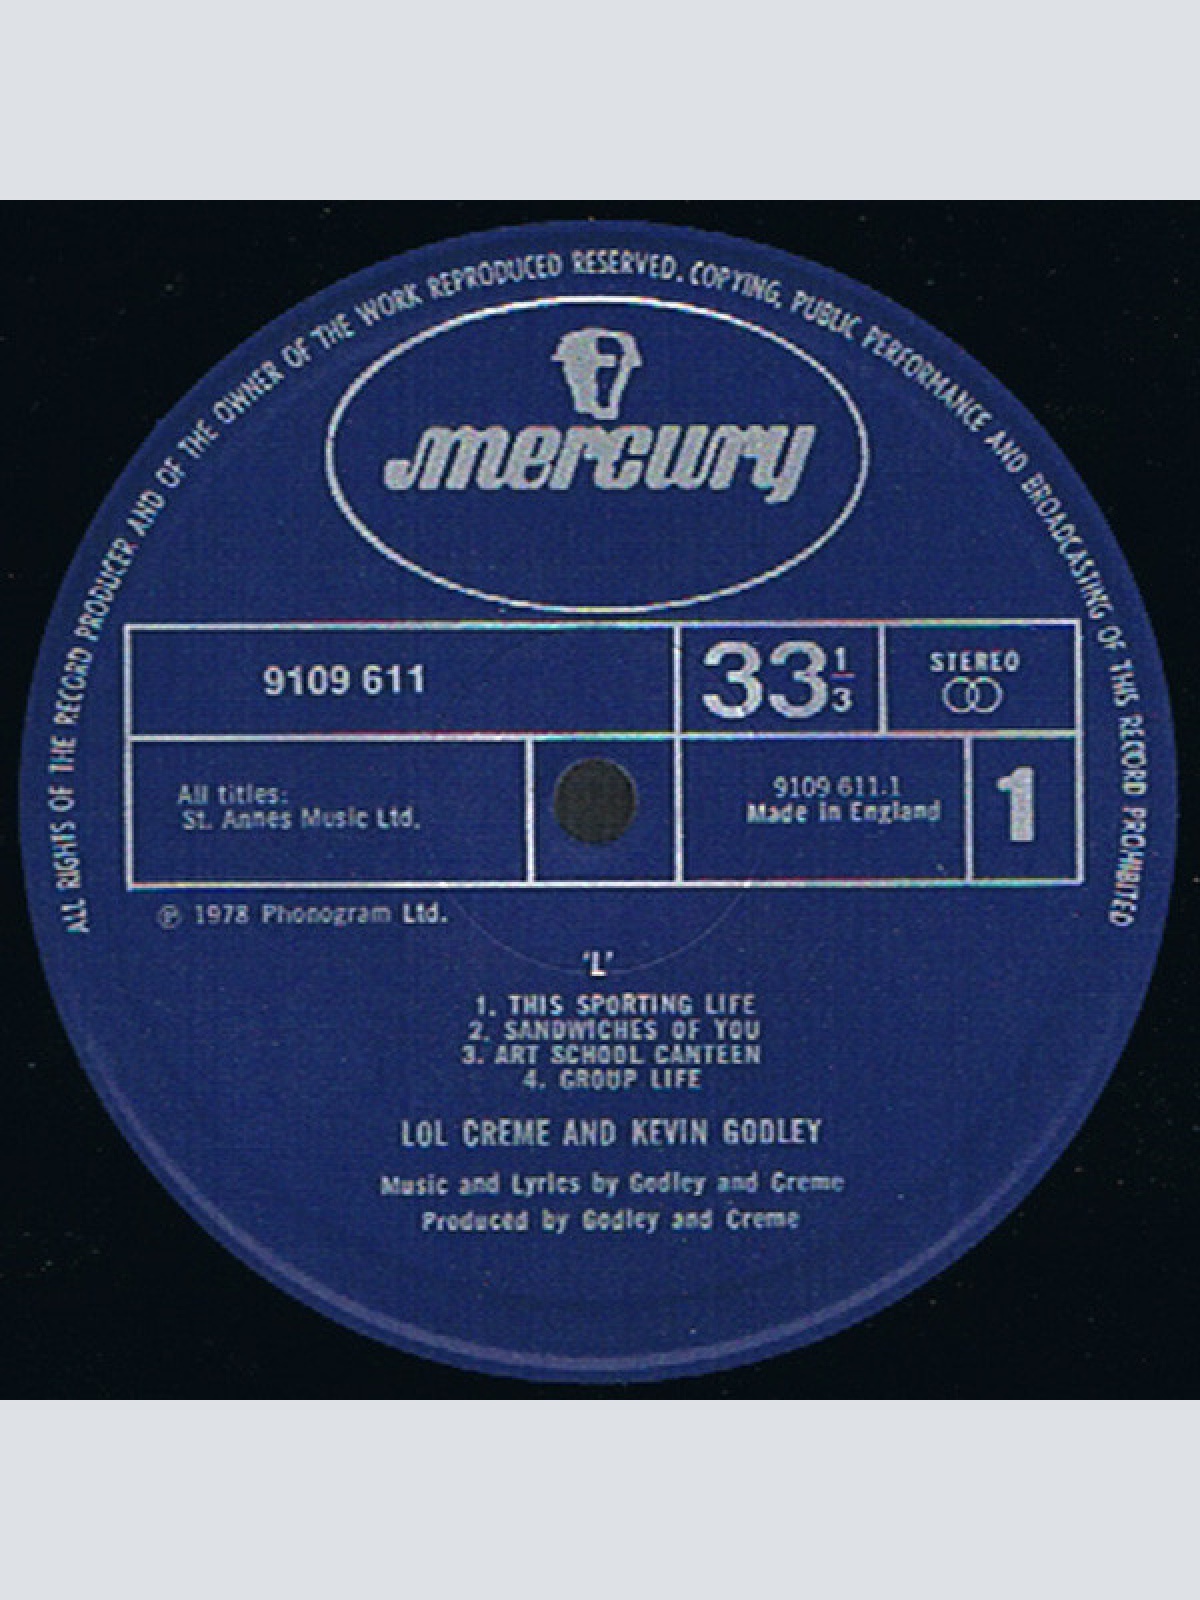 ALL RIGHTS OF THE RECORD PRODUCER AND OF THE OWNER OF THE WORK REPRODUCED RESERVED. COPYING, PUBLIC PERFORMANCE AND BROADCASTING OF THIS RECORD PROHIBITED
mercury
9109 611
33 1/3
STEREO
All titles:
St. Annes Music Ltd.
9109 611.1
Made in England
1
℗ 1978 Phonogram Ltd.
'L'
1. THIS SPORTING LIFE
2. SANDWICHES OF YOU
3. ART SCHOOL CANTEEN
4. GROUP LIFE
LOL CREME AND KEVIN GODLEY
Music and Lyrics by Godley and Creme
Produced by Godley and Creme